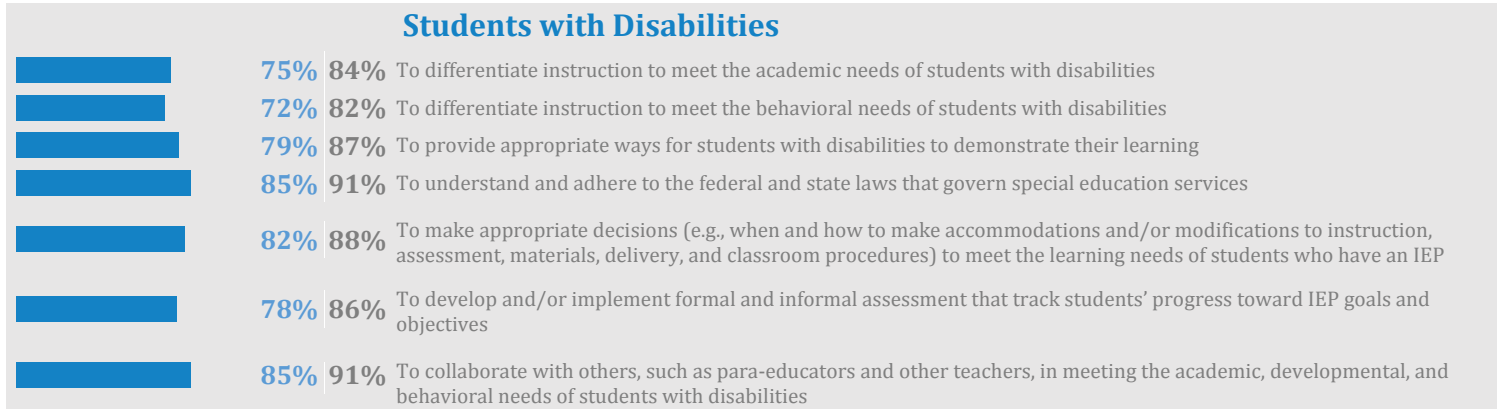 Students with Disabilities
75% 84% To differentiate instruction to meet the academic needs of students with disabilities
72% 82% To differentiate instruction to meet the behavioral needs of students with disabilities
79% 87% To provide appropriate ways for students with disabilities to demonstrate their learning
85% 91% To understand and adhere to the federal and state laws that govern special education services
82% 88% To make appropriate decisions (e.g., when and how to make accommodations and/or modifications to instruction,
assessment, materials, delivery, and classroom procedures) to meet the learning needs of students who have an IEP
78% 86% To develop and/or implement formal and informal assessment that track students’ progress toward IEP goals and
objectives
85% 91% To collaborate with others, such as para-educators and other teachers, in meeting the academic, developmental, and
behavioral needs of students with disabilities